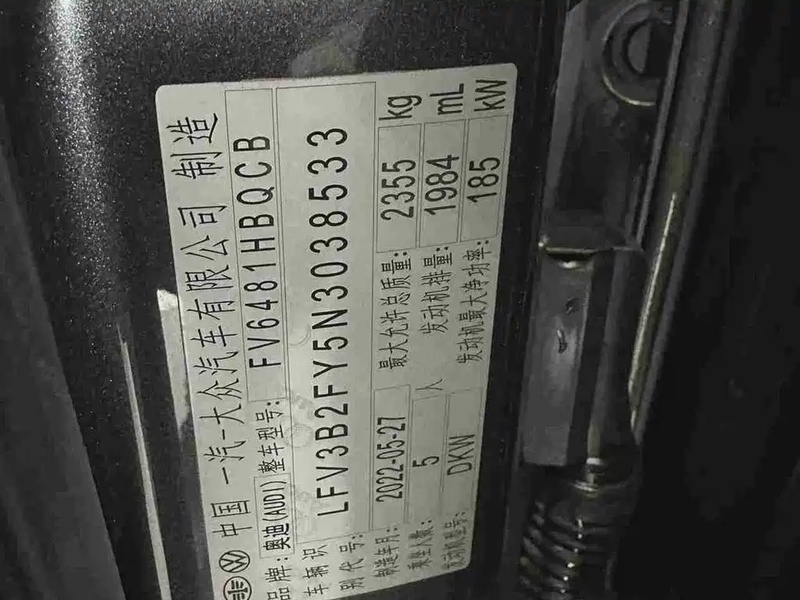 中国一汽-大众汽车有限公司 制造
品牌: 奥迪(AUDI) 整车型号: FV6481HBQCB
车辆识别代号: LFV3B2FY5N3038533
制造年月: 2022-05-27 最大允许总质量: 2355 kg
乘坐人数: 5 人 发动机排量: 1984 mL
发动机型号: DKW 发动机最大净功率: 185 kW